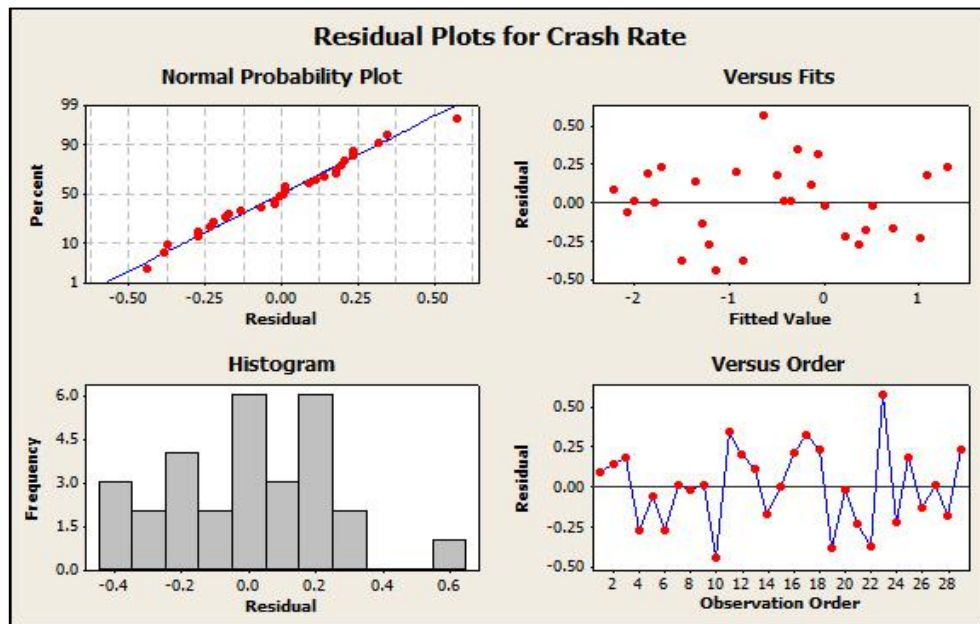 Residual Plots for Crash Rate
Normal Probability Plot
99
90
50
10
1
Percent
-0.50 -0.25 0.00 0.25 0.50
Residual
Versus Fits
0.50
0.25
0.00
-0.25
-0.50
Residual
-2 -1 0 1
Fitted Value
Histogram
6.0
4.5
3.0
1.5
0.0
Frequency
-0.4 -0.2 0.0 0.2 0.4 0.6
Residual
Versus Order
0.50
0.25
0.00
-0.25
-0.50
Residual
2 4 6 8 10 12 14 16 18 20 22 24 26 28
Observation Order